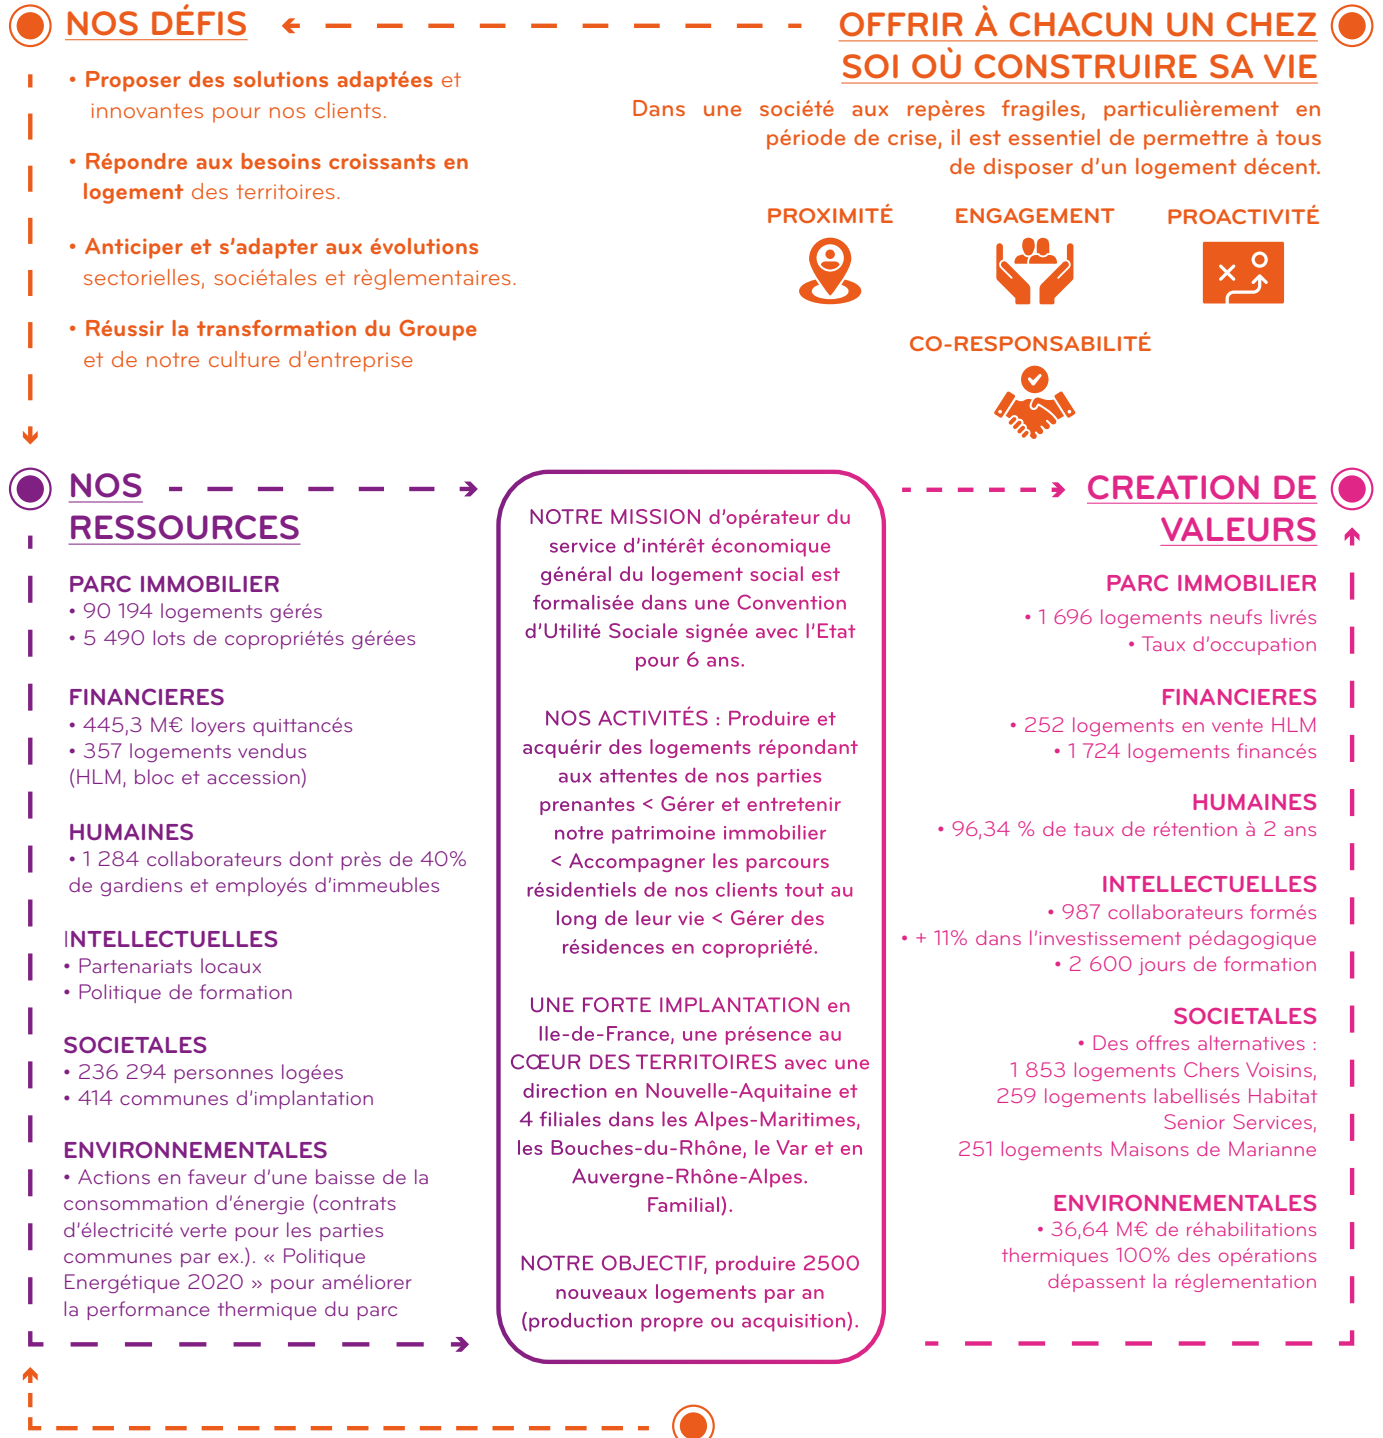 NOS DÉFIS
• Proposer des solutions adaptées et
innovantes pour nos clients.
• Répondre aux besoins croissants en
logement des territoires.
• Anticiper et s'adapter aux évolutions
sectorielles, sociétales et règlementaires.
• Réussir la transformation du Groupe
et de notre culture d'entreprise
OFFRIR À CHACUN UN CHEZ
SOI OÙ CONSTRUIRE SA VIE
Dans une société aux repères fragiles, particulièrement en
période de crise, il est essentiel de permettre à tous
de disposer d'un logement décent.
PROXIMITÉ
ENGAGEMENT
PROACTIVITÉ
CO-RESPONSABILITÉ
NOS
RESSOURCES
PARC IMMOBILIER
• 90 194 logements gérés
• 5 490 lots de copropriétés gérées
FINANCIERES
• 445,3 M€ loyers quittancés
• 357 logements vendus
(HLM, bloc et accession)
HUMAINES
• 1 284 collaborateurs dont près de 40%
de gardiens et employés d'immeubles
INTELLECTUELLES
• Partenariats locaux
• Politique de formation
SOCIETALES
• 236 294 personnes logées
• 414 communes d'implantation
ENVIRONNEMENTALES
• Actions en faveur d'une baisse de la
consommation d'énergie (contrats
d'électricité verte pour les parties
communes par ex.). « Politique
Energétique 2020 » pour améliorer
la performance thermique du parc
NOTRE MISSION d'opérateur du
service d'intérêt économique
général du logement social est
formalisée dans une Convention
d'Utilité Sociale signée avec l'Etat
pour 6 ans.
NOS ACTIVITÉS : Produire et
acquérir des logements répondant
aux attentes de nos parties
prenantes < Gérer et entretenir
notre patrimoine immobilier
< Accompagner les parcours
résidentiels de nos clients tout au
long de leur vie < Gérer des
résidences en copropriété.
UNE FORTE IMPLANTATION en
Ile-de-France, une présence au
CŒUR DES TERRITOIRES avec une
direction en Nouvelle-Aquitaine et
4 filiales dans les Alpes-Maritimes,
les Bouches-du-Rhône, le Var et en
Auvergne-Rhône-Alpes.
Familial).
NOTRE OBJECTIF, produire 2500
nouveaux logements par an
(production propre ou acquisition).
CREATION DE
VALEURS
PARC IMMOBILIER
• 1 696 logements neufs livrés
• Taux d'occupation
FINANCIERES
• 252 logements en vente HLM
• 1 724 logements financés
HUMAINES
• 96,34 % de taux de rétention à 2 ans
INTELLECTUELLES
• 987 collaborateurs formés
• + 11% dans l'investissement pédagogique
• 2 600 jours de formation
SOCIETALES
• Des offres alternatives :
1 853 logements Chers Voisins,
259 logements labellisés Habitat
Senior Services,
251 logements Maisons de Marianne
ENVIRONNEMENTALES
• 36,64 M€ de réhabilitations
thermiques 100% des opérations
dépassent la réglementation